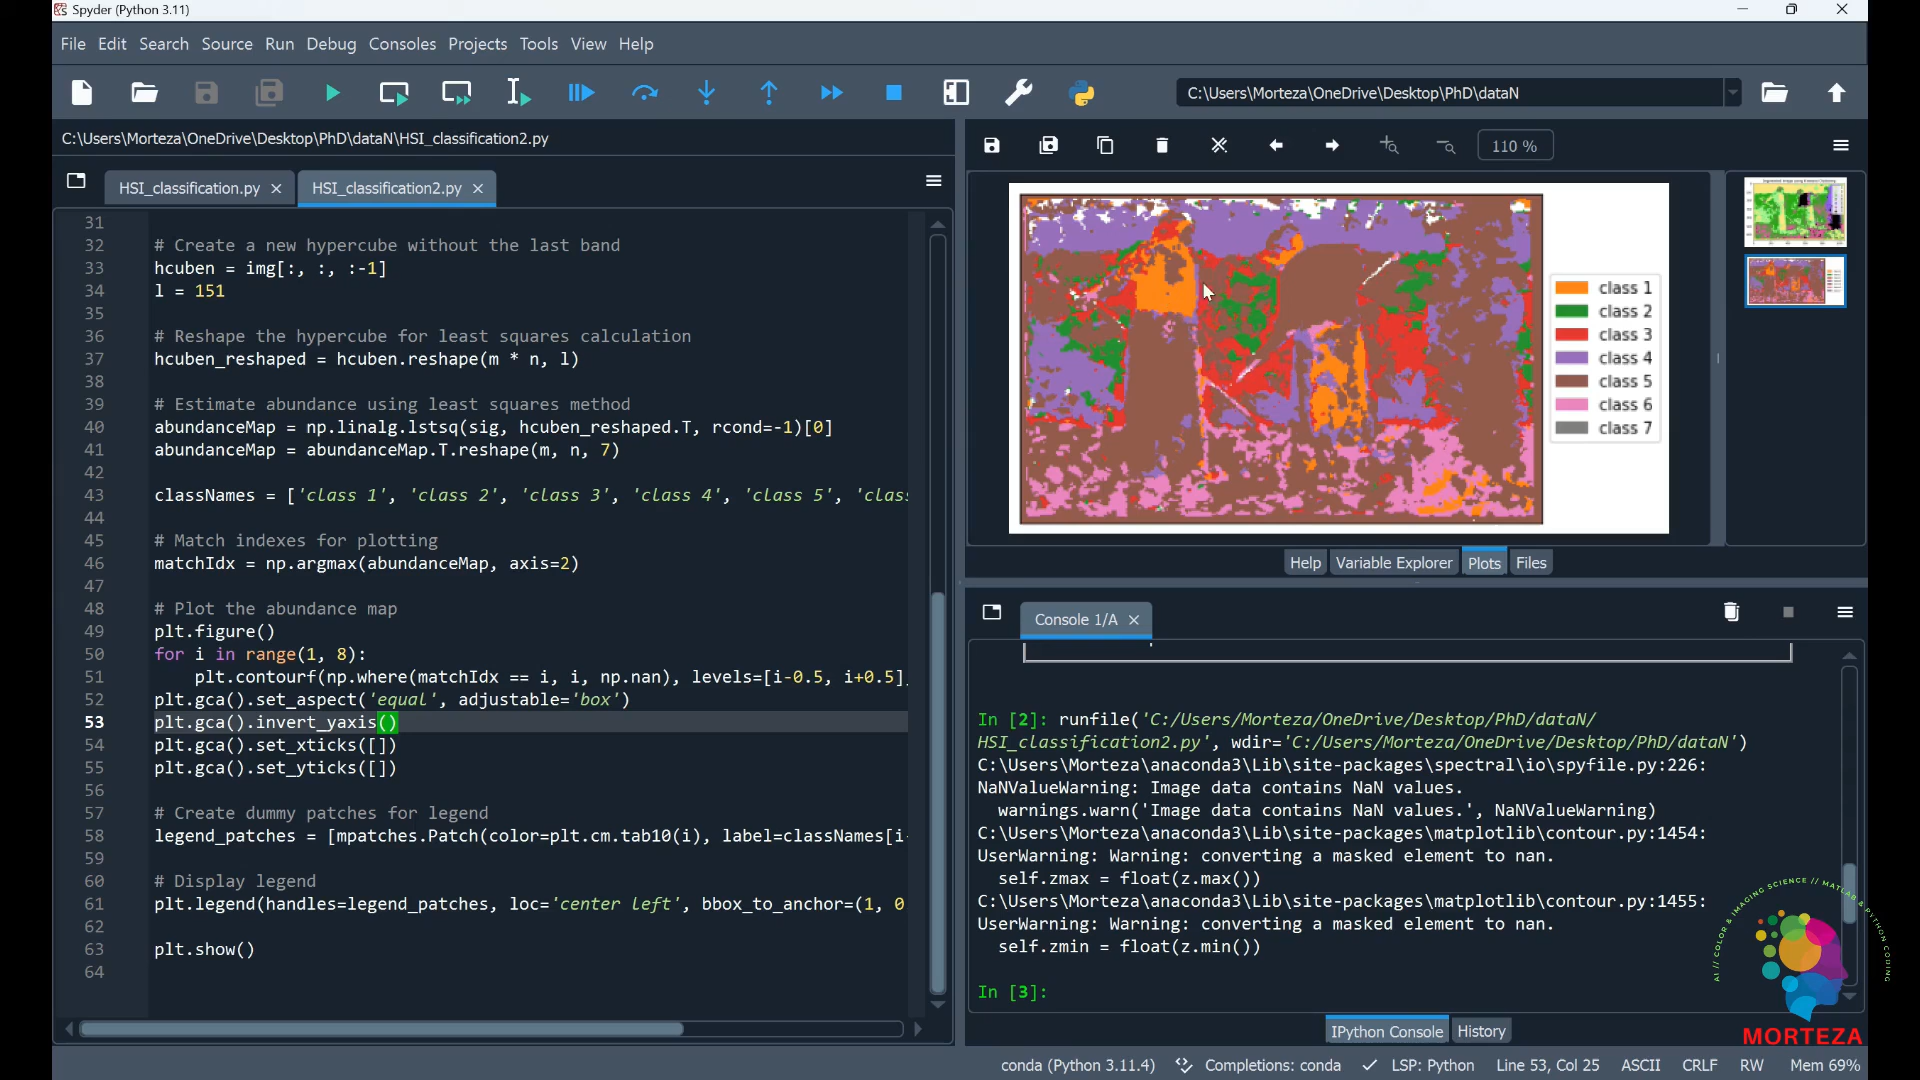 Spyder (Python 3.11)
File Edit Search Source Run Debug Consoles Projects Tools View Help
C:\Users\Morteza\OneDrive\Desktop\PhD\dataN
C:\Users\Morteza\OneDrive\Desktop\PhD\dataN\HSI_classification2.py
110 %
HSI_classification.py
HSI_classification2.py
31
32 # Create a new hypercube without the last band
33 hcuben = img[:, :, :-1]
34 l = 151
35
36 # Reshape the hypercube for least squares calculation
37 hcuben_reshaped = hcuben.reshape(m * n, l)
38
39 # Estimate abundance using least squares method
40 abundanceMap = np.linalg.lstsq(sig, hcuben_reshaped.T, rcond=-1)[0]
41 abundanceMap = abundanceMap.T.reshape(m, n, 7)
42
43 classNames = ['class 1', 'class 2', 'class 3', 'class 4', 'class 5', 'clas
44
45 # Match indexes for plotting
46 matchIdx = np.argmax(abundanceMap, axis=2)
47
48 # Plot the abundance map
49 plt.figure()
50 for i in range(1, 8):
51 plt.contourf(np.where(matchIdx == i, i, np.nan), levels=[i-0.5, i+0.5]
52 plt.gca().set_aspect('equal', adjustable='box')
53 plt.gca().invert_yaxis()
54 plt.gca().set_xticks([])
55 plt.gca().set_yticks([])
56
57 # Create dummy patches for legend
58 legend_patches = [mpatches.Patch(color=plt.cm.tab10(i), label=classNames[i-
59
60 # Display legend
61 plt.legend(handles=legend_patches, loc='center left', bbox_to_anchor=(1, 0
62
63 plt.show()
64
class 1
class 2
class 3
class 4
class 5
class 6
class 7
Help Variable Explorer Plots Files
Console 1/A
In [2]: runfile('C:/Users/Morteza/OneDrive/Desktop/PhD/dataN/
HSI_classification2.py', wdir='C:/Users/Morteza/OneDrive/Desktop/PhD/dataN')
C:\Users\Morteza\anaconda3\Lib\site-packages\spectral\io\spyfile.py:226:
NaNValueWarning: Image data contains NaN values.
warnings.warn('Image data contains NaN values.', NaNValueWarning)
C:\Users\Morteza\anaconda3\Lib\site-packages\matplotlib\contour.py:1454:
UserWarning: Warning: converting a masked element to nan.
self.zmax = float(z.max())
C:\Users\Morteza\anaconda3\Lib\site-packages\matplotlib\contour.py:1455:
UserWarning: Warning: converting a masked element to nan.
self.zmin = float(z.min())
In [3]:
IPython Console History
AI // COLOR & IMAGING SCIENCE // MATLAB & PYTHON CODING
MORTEZA
conda (Python 3.11.4) Completions: conda LSP: Python Line 53, Col 25 ASCII CRLF RW Mem 69%